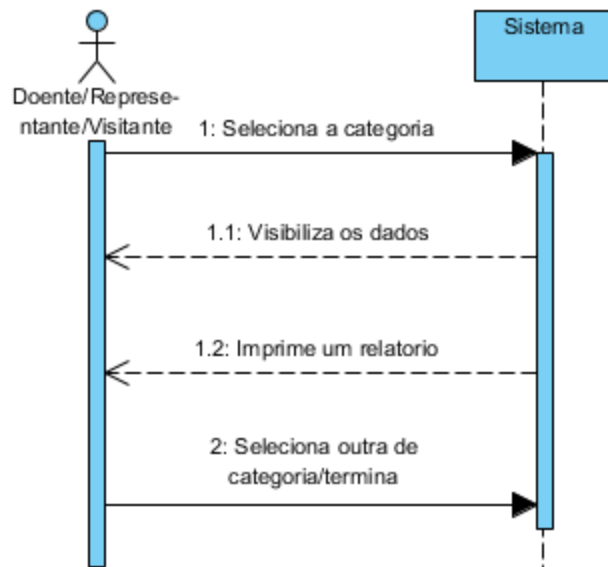 Sistema
Doente/Represe-
ntante/Visitante
1: Seleciona a categoria
1.1: Visibiliza os dados
1.2: Imprime um relatorio
2: Seleciona outra de
categoria/termina